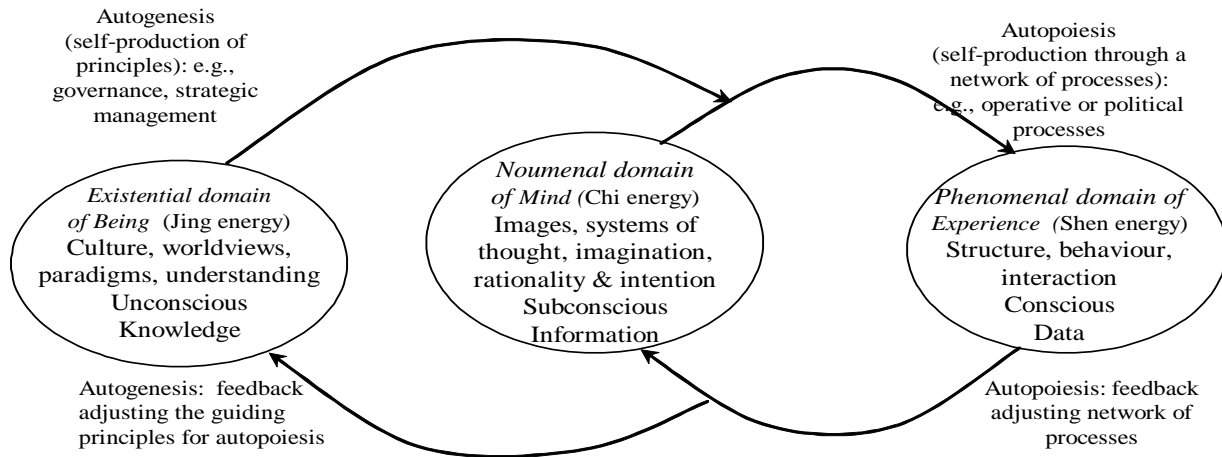 Autogenesis
(self-production of
principles): e.g.,
governance, strategic
management
Autopoiesis
(self-production through a
network of processes):
e.g., operative or political
processes
Existential domain
of Being (Jing energy)
Culture, worldviews,
paradigms, understanding
Unconscious
Knowledge
Noumenal domain
of Mind (Chi energy)
Images, systems of
thought, imagination,
rationality & intention
Subconscious
Information
Phenomenal domain of
Experience (Shen energy)
Structure, behaviour,
interaction
Conscious
Data
Autogenesis: feedback
adjusting the guiding
principles for autopoiesis
Autopoiesis: feedback
adjusting network of
processes